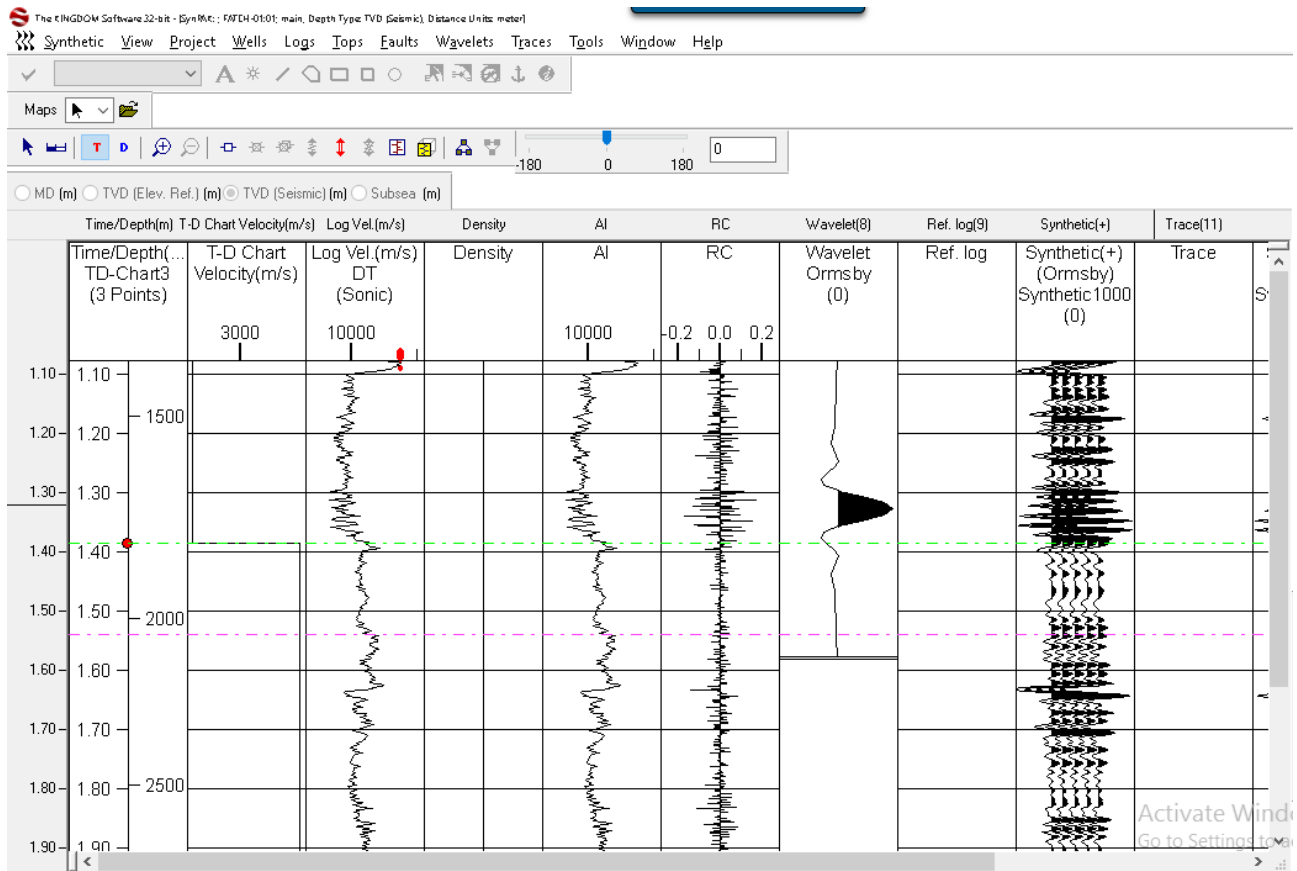 The KINGDOM Software 32-bit - [SynPAK: ; FATEH-01:01; main, Depth Type: TVD (Seismic), Distance Units: meter]
Synthetic View Project Wells Logs Tops Faults Wavelets Traces Tools Window Help
A
Maps
T D
-180 0 180 0
MD (m) TVD (Elev. Ref.) (m) TVD (Seismic) (m) Subsea (m)
Time/Depth(m) T-D Chart Velocity(m/s) Log Vel.(m/s) Density AI RC Wavelet(8) Ref. log(9) Synthetic(+) Trace(11)
Time/Depth(... T-D Chart Log Vel.(m/s) Density AI RC Wavelet Ref. log Synthetic(+) Trace
TD-Chart3 Velocity(m/s) DT Ormsby (Ormsby)
(3 Points) (Sonic) (0) Synthetic1000
(0)
3000 10000 10000 -0.2 0.0 0.2
1.10 1.10
1500
1.20 1.20
1.30 1.30
1.40 1.40
1.50 1.50
2000
1.60 1.60
1.70 1.70
1.80 1.80 2500
Activate Windo
1.90 1.90 Go to Settings to a